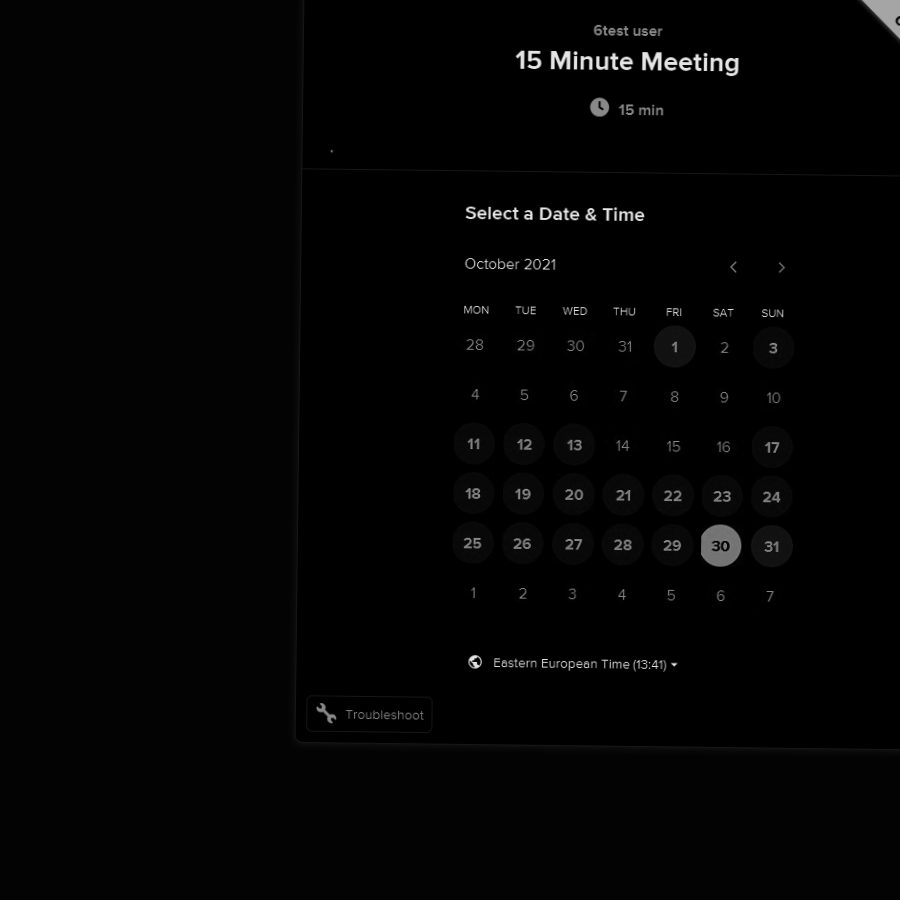 6test user
15 Minute Meeting
15 min
Select a Date & Time
October 2021
MON TUE WED THU FRI SAT SUN
28 29 30 31 1 2 3
4 5 6 7 8 9 10
11 12 13 14 15 16 17
18 19 20 21 22 23 24
25 26 27 28 29 30 31
1 2 3 4 5 6 7
Eastern European Time (13:41)
Troubleshoot